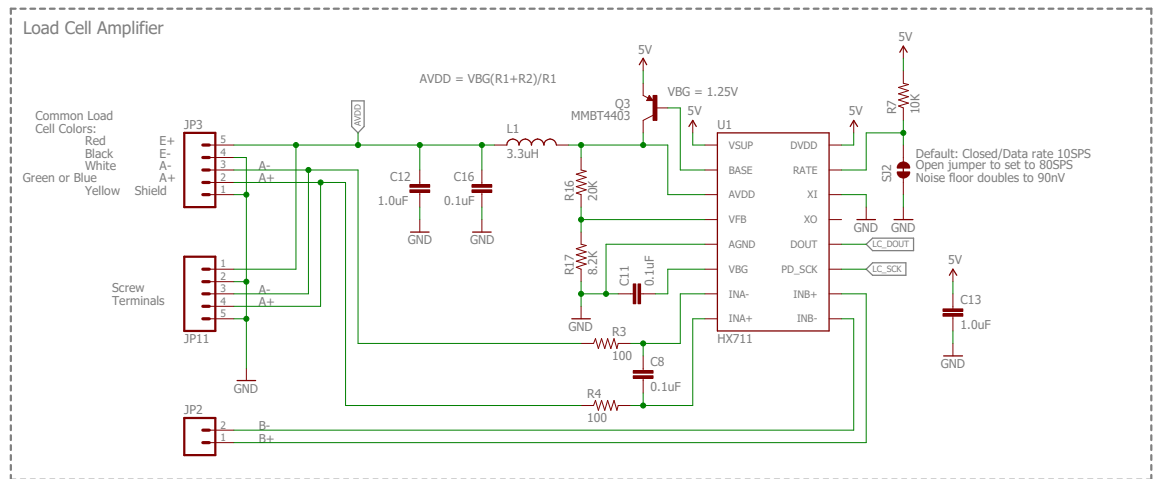 Load Cell Amplifier
AVDD = VBG(R1+R2)/R1
5V
Q3
MMBT4403
VBG = 1.25V
5V
5V
5V
R7
10K
Common Load
Cell Colors:
Red E+
Black E-
White A-
Green or Blue A+
Yellow Shield
JP3
5
4
3
2
1
A-
A+
AVDD
L1
3.3uH
C12
1.0uF
GND
C16
0.1uF
GND
R16
20K
R17
8.2K
GND
C11
0.1uF
U1
VSUP
BASE
AVDD
VFB
AGND
VBG
INA-
INA+
DVDD
RATE
XI
XO
DOUT
PD_SCK
INB+
INB-
HX711
SJ2
Default: Closed/Data rate 10SPS
Open jumper to set to 80SPS
Noise floor doubles to 90nV
GND
GND
LC_DOUT
LC_SCK
5V
C13
1.0uF
GND
Screw
Terminals
1
2
3
4
5
A-
A+
JP11
GND
R3
100
C8
0.1uF
R4
100
JP2
2
1
B-
B+